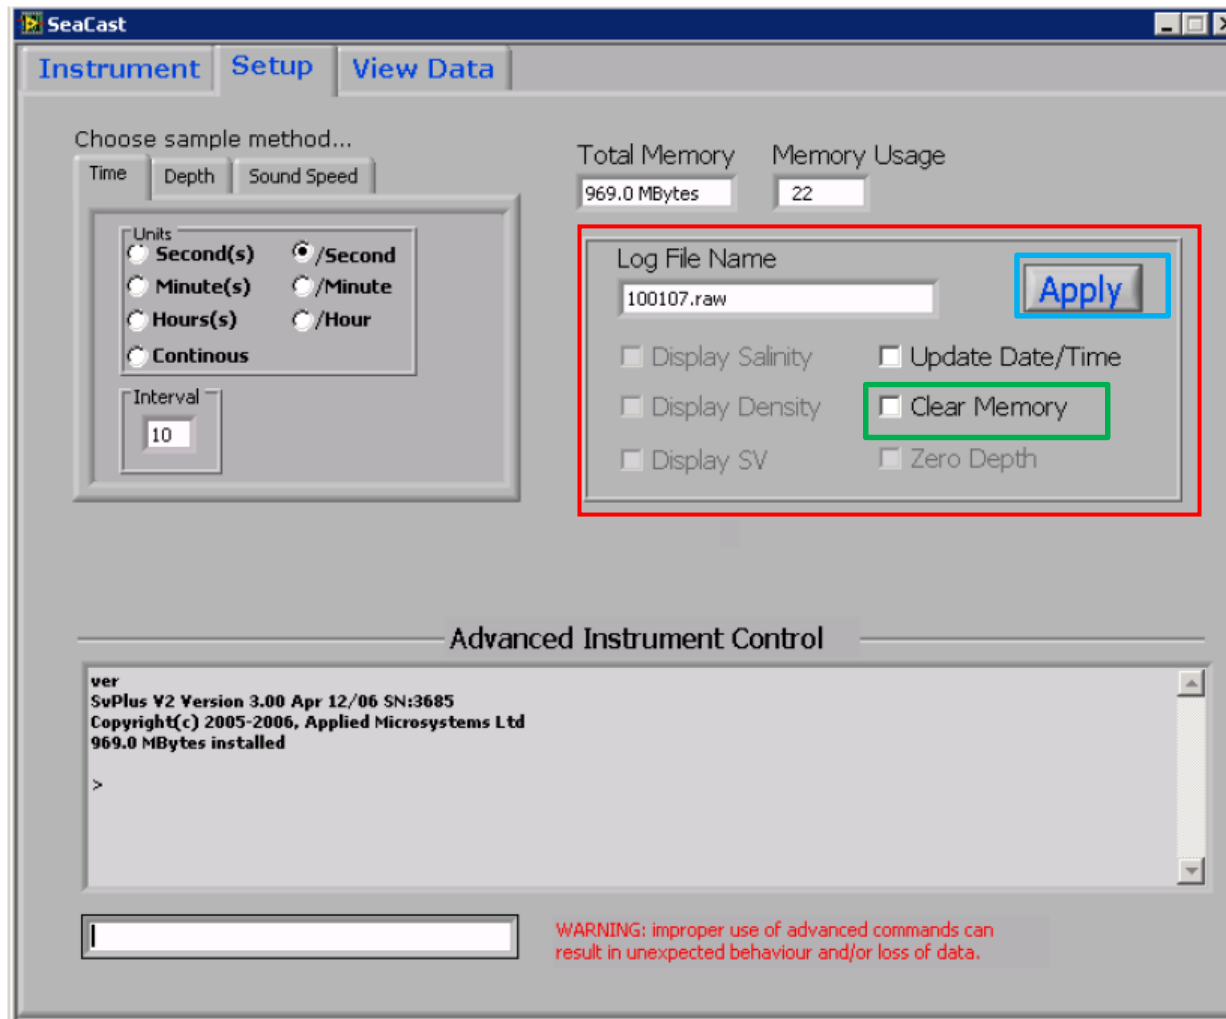 SeaCast
Instrument Setup View Data
Choose sample method...
Time Depth Sound Speed
Units
Second(s) /Second
Minute(s) /Minute
Hours(s) /Hour
Continous
Interval
10
Total Memory Memory Usage
969.0 MBytes 22
Log File Name
100107.raw
Apply
Display Salinity Update Date/Time
Display Density Clear Memory
Display SV Zero Depth
Advanced Instrument Control
ver
SvPlus V2 Version 3.00 Apr 12/06 SN:3685
Copyright(c) 2005-2006, Applied Microsystems Ltd
969.0 MBytes installed
>
WARNING: improper use of advanced commands can
result in unexpected behaviour and/or loss of data.